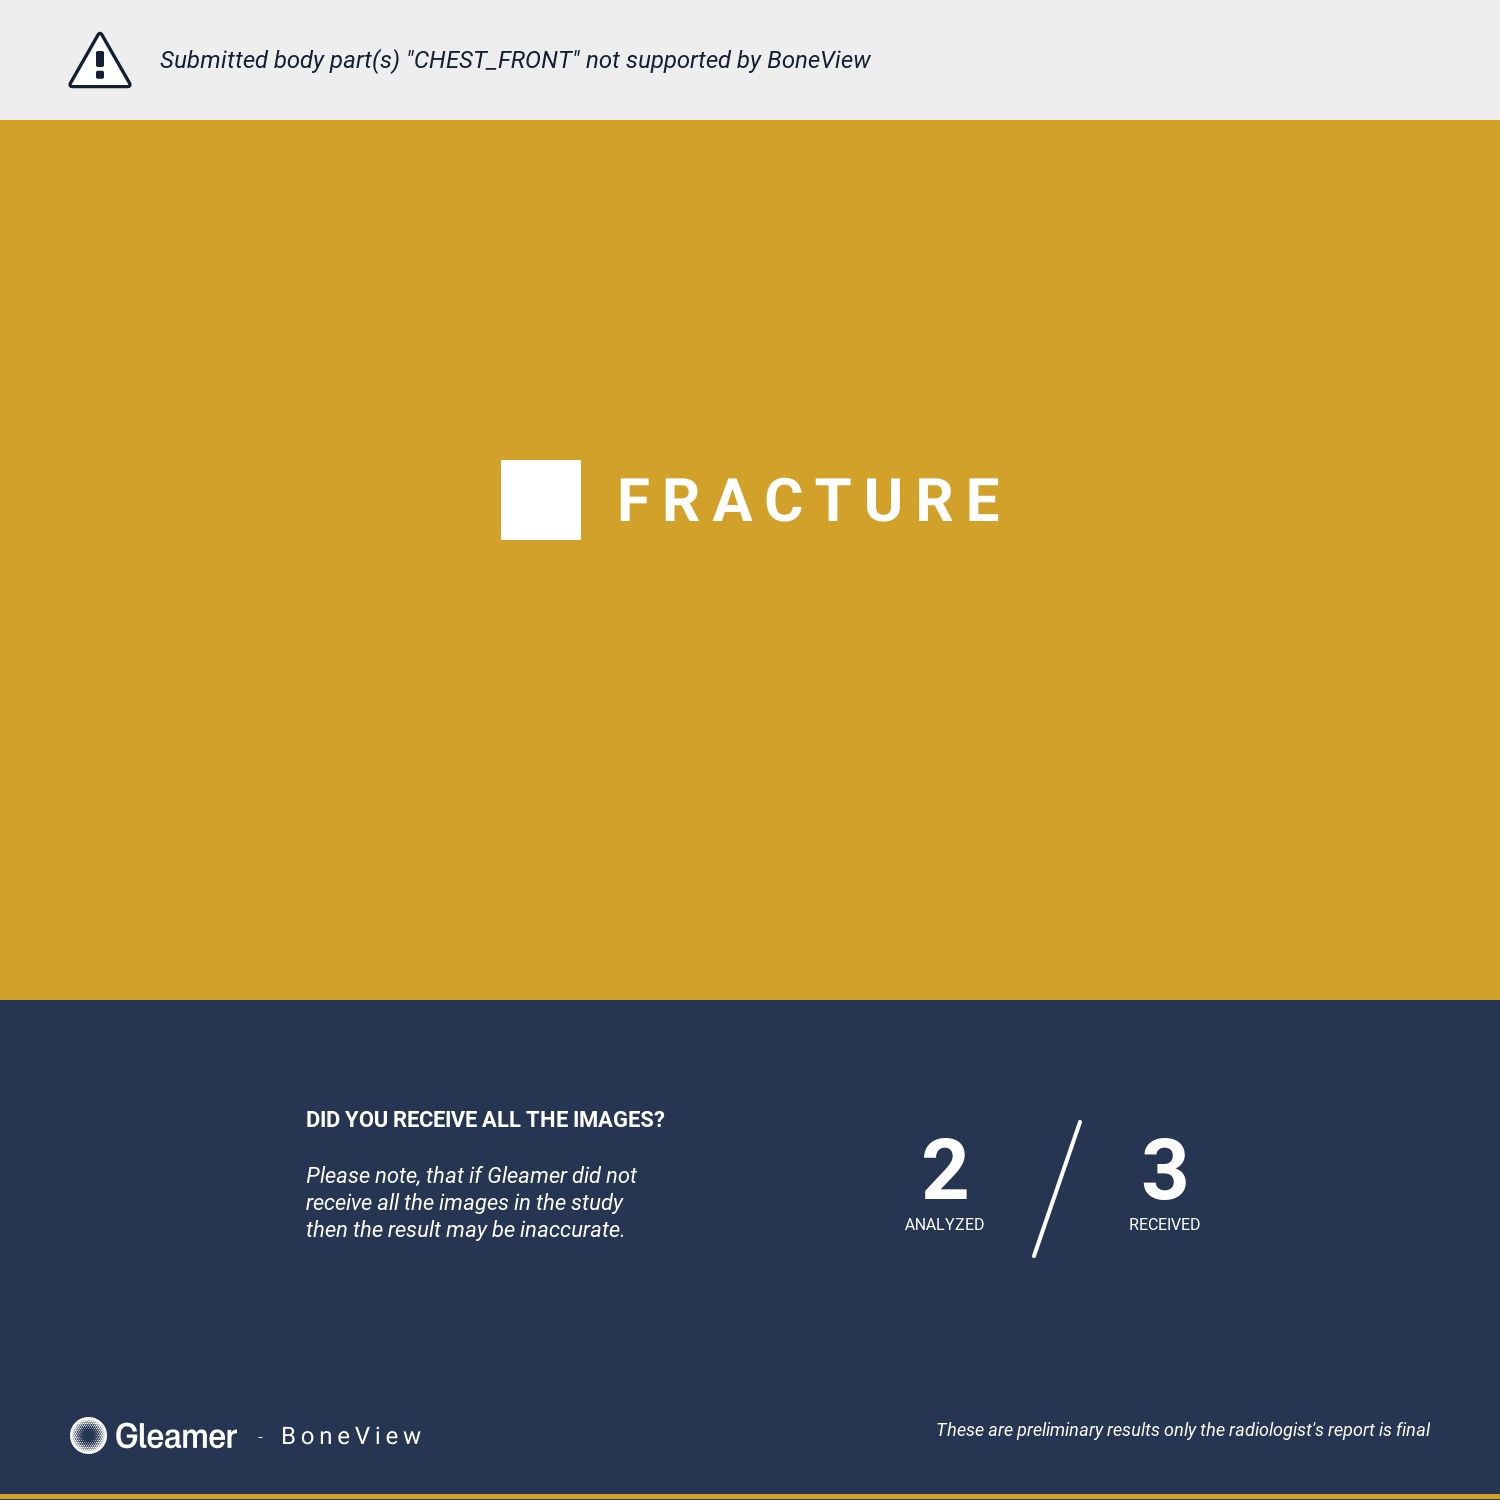 Submitted body part(s) "CHEST_FRONT" not supported by BoneView
FRACTURE
DID YOU RECEIVE ALL THE IMAGES?
Please note, that if Gleamer did not
receive all the images in the study
then the result may be inaccurate.
2 / 3
ANALYZED RECEIVED
Gleamer - BoneView
These are preliminary results only the radiologist's report is final